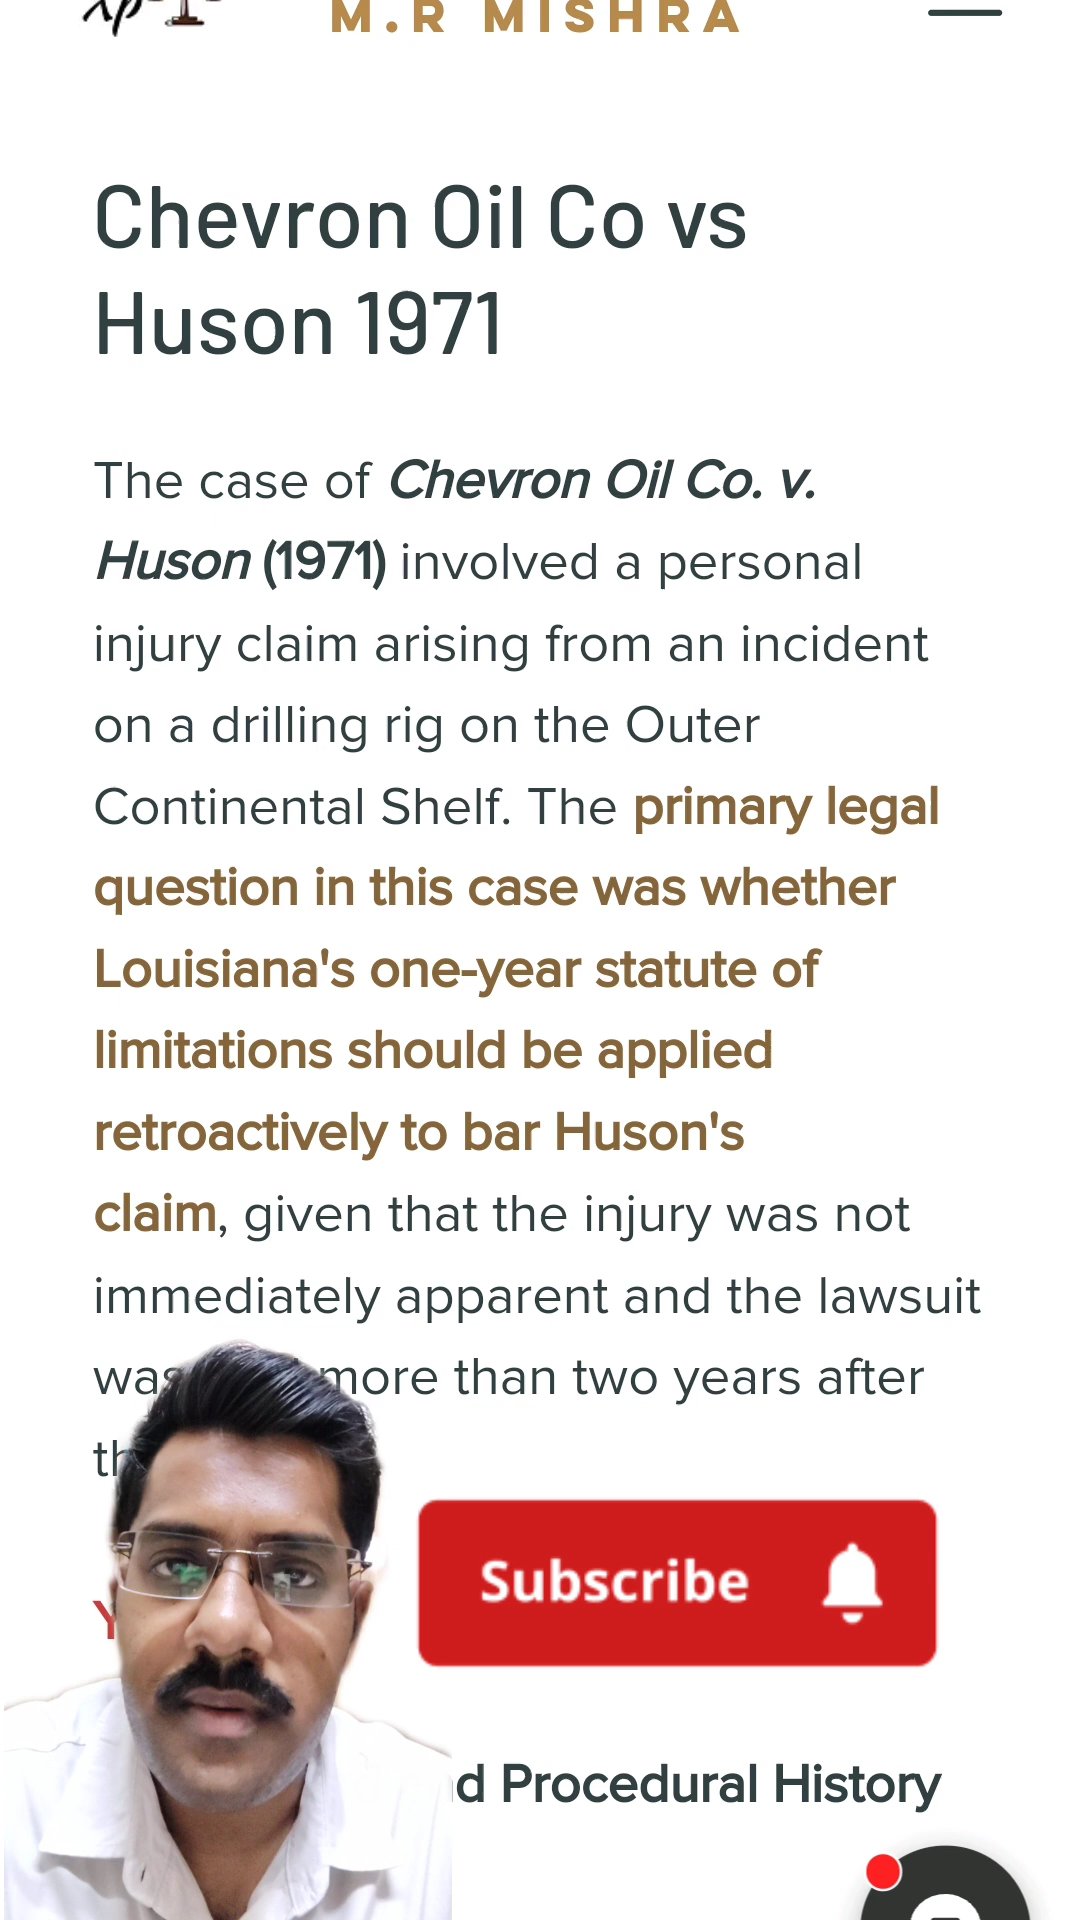 M.R MISHRA
Chevron Oil Co vs
Huson 1971
The case of Chevron Oil Co. v.
Huson (1971) involved a personal
injury claim arising from an incident
on a drilling rig on the Outer
Continental Shelf. The primary legal
question in this case was whether
Louisiana's one-year statute of
limitations should be applied
retroactively to bar Huson's
claim, given that the injury was not
immediately apparent and the lawsuit
more than two years after
Subscribe
Procedural History